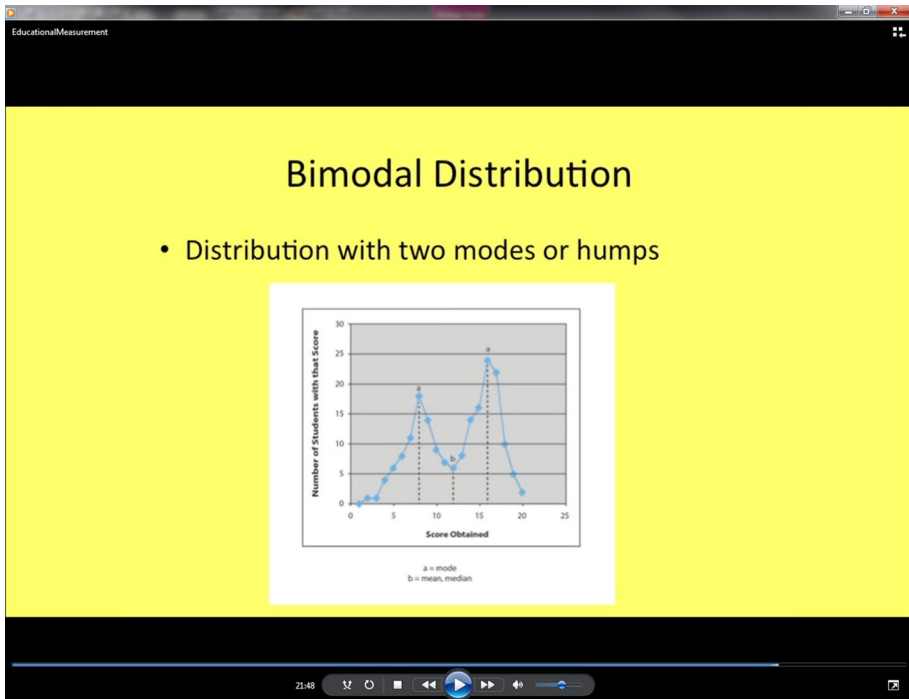 EducationalMeasurement
Bimodal Distribution
• Distribution with two modes or humps
Number of Students with that Score
30
25
20
15
10
5
0
a
a
b
0 5 10 15 20 25
Score Obtained
a = mode
b = mean, median
21:48